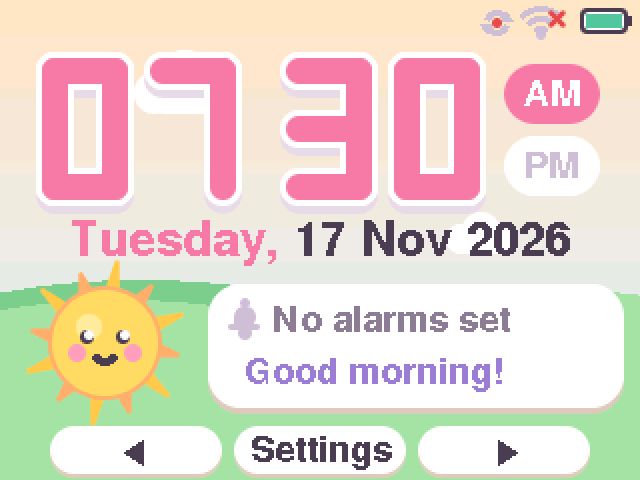 07 30
AM
PM
Tuesday, 17 Nov 2026
No alarms set
Good morning!
Settings